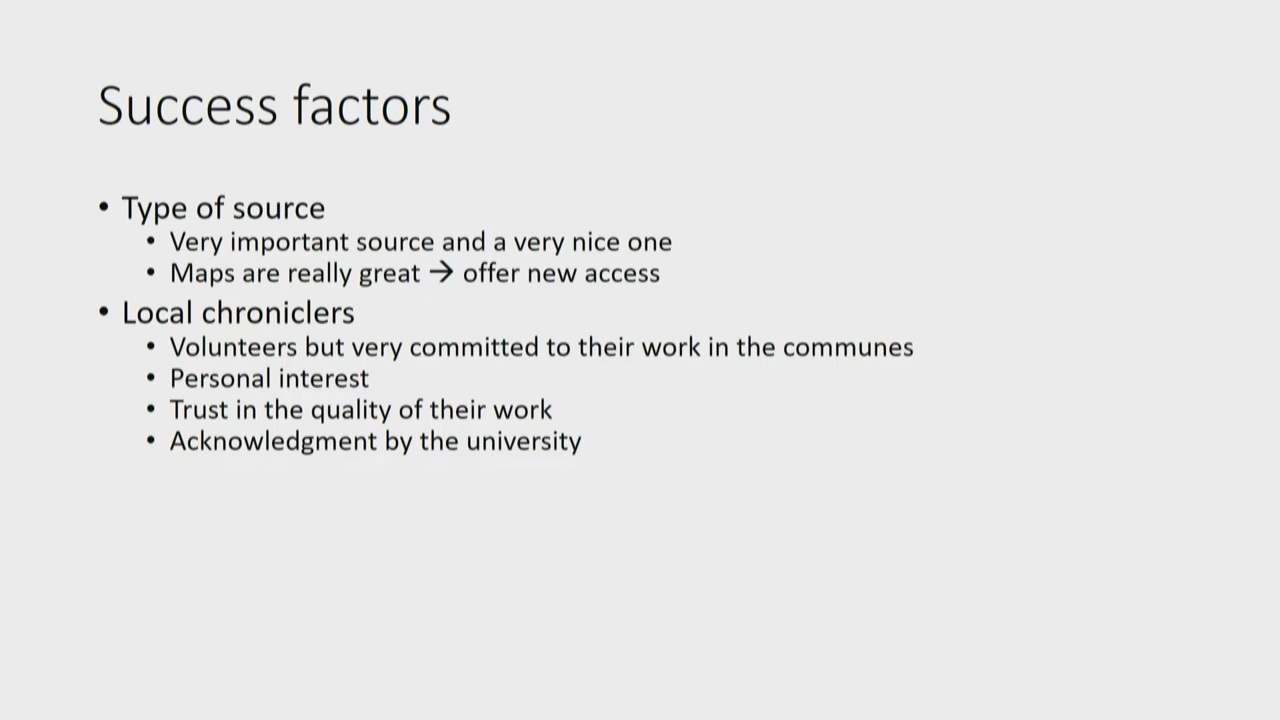 Success factors
• Type of source
• Very important source and a very nice one
• Maps are really great → offer new access
• Local chroniclers
• Volunteers but very committed to their work in the communes
• Personal interest
• Trust in the quality of their work
• Acknowledgment by the university